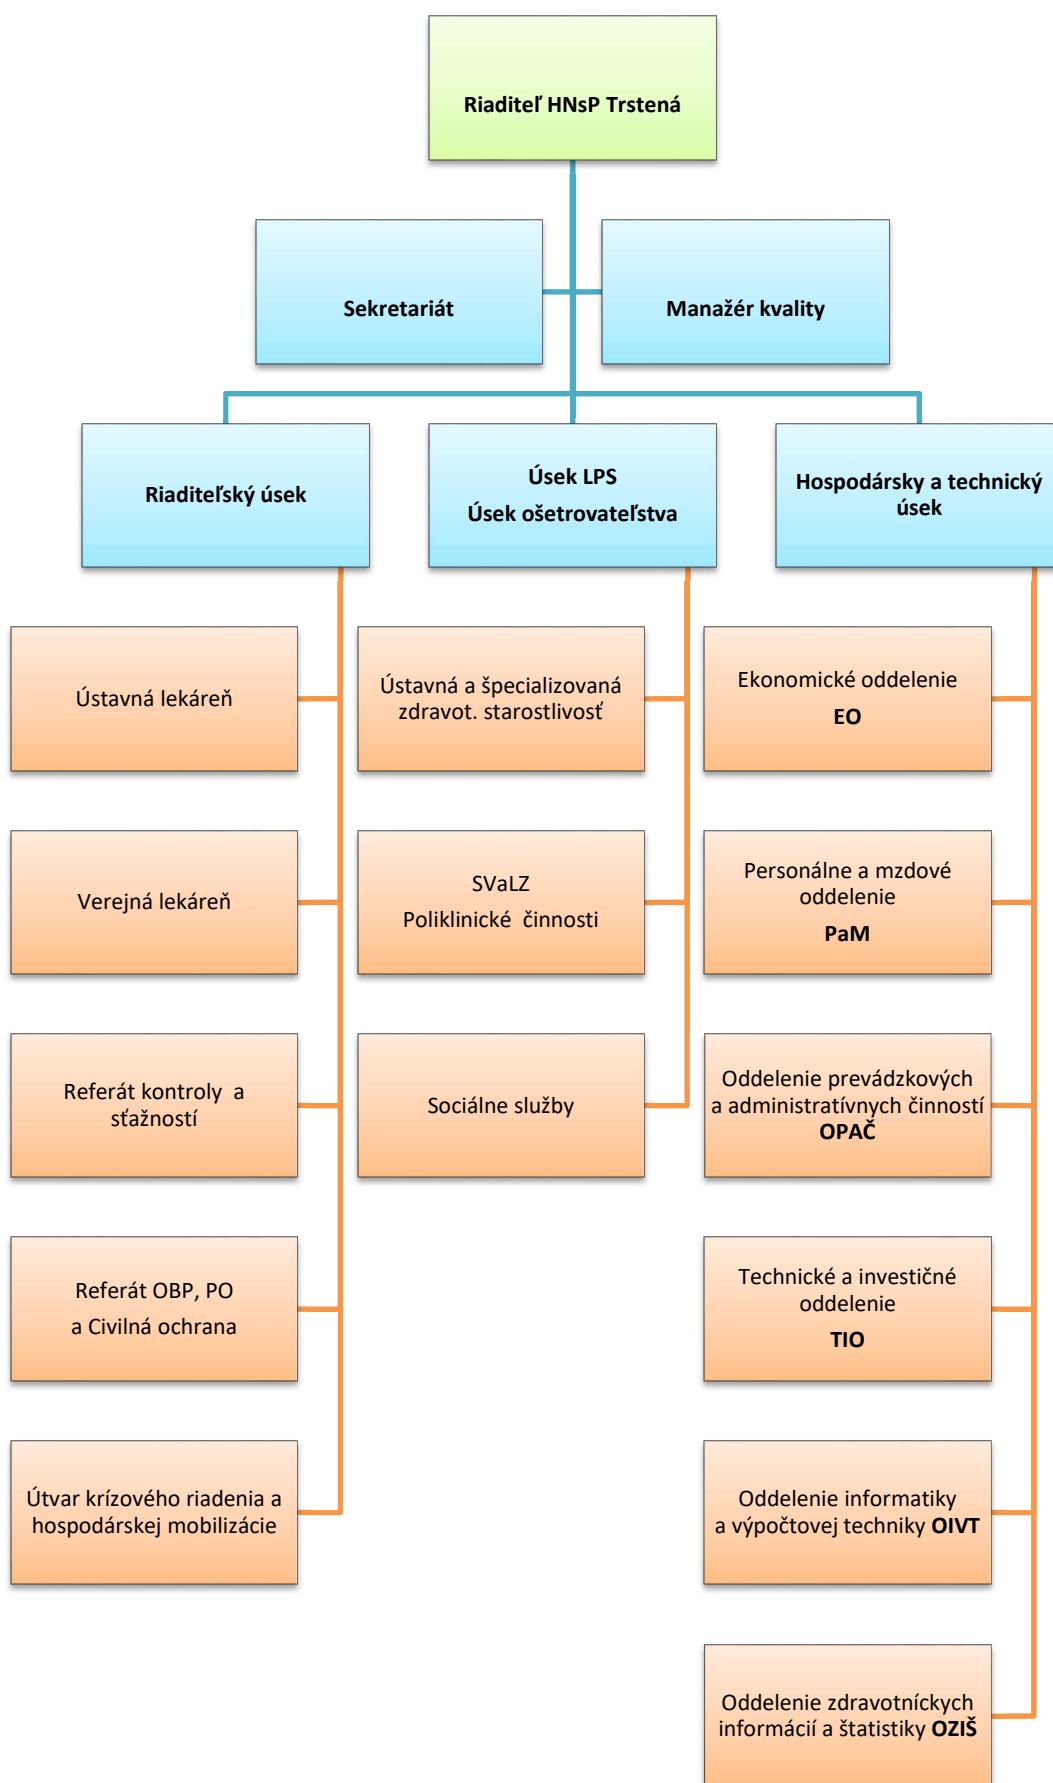 Riaditeľ HNsP Trstená
Sekretariát
Manažér kvality
Riaditeľský úsek
Úsek LPS
Úsek ošetrovateľstva
Hospodársky a technický
úsek
Ústavná lekáreň
Verejná lekáreň
Referát kontroly  a
sťažností
Referát OBP, PO
a Civilná ochrana
Útvar krízového riadenia a
hospodárskej mobilizácie
Ústavná a špecializovaná
zdravot. starostlivosť
SVaLZ
Poliklinické  činnosti
Sociálne služby
Ekonomické oddelenie
EO
Personálne a mzdové
oddelenie
PaM
Oddelenie prevádzkových
a administratívnych činností
OPAČ
Technické a investičné
oddelenie
TIO
Oddelenie informatiky
a výpočtovej techniky OIVT
Oddelenie zdravotníckych
informácií a štatistiky OZIŠ